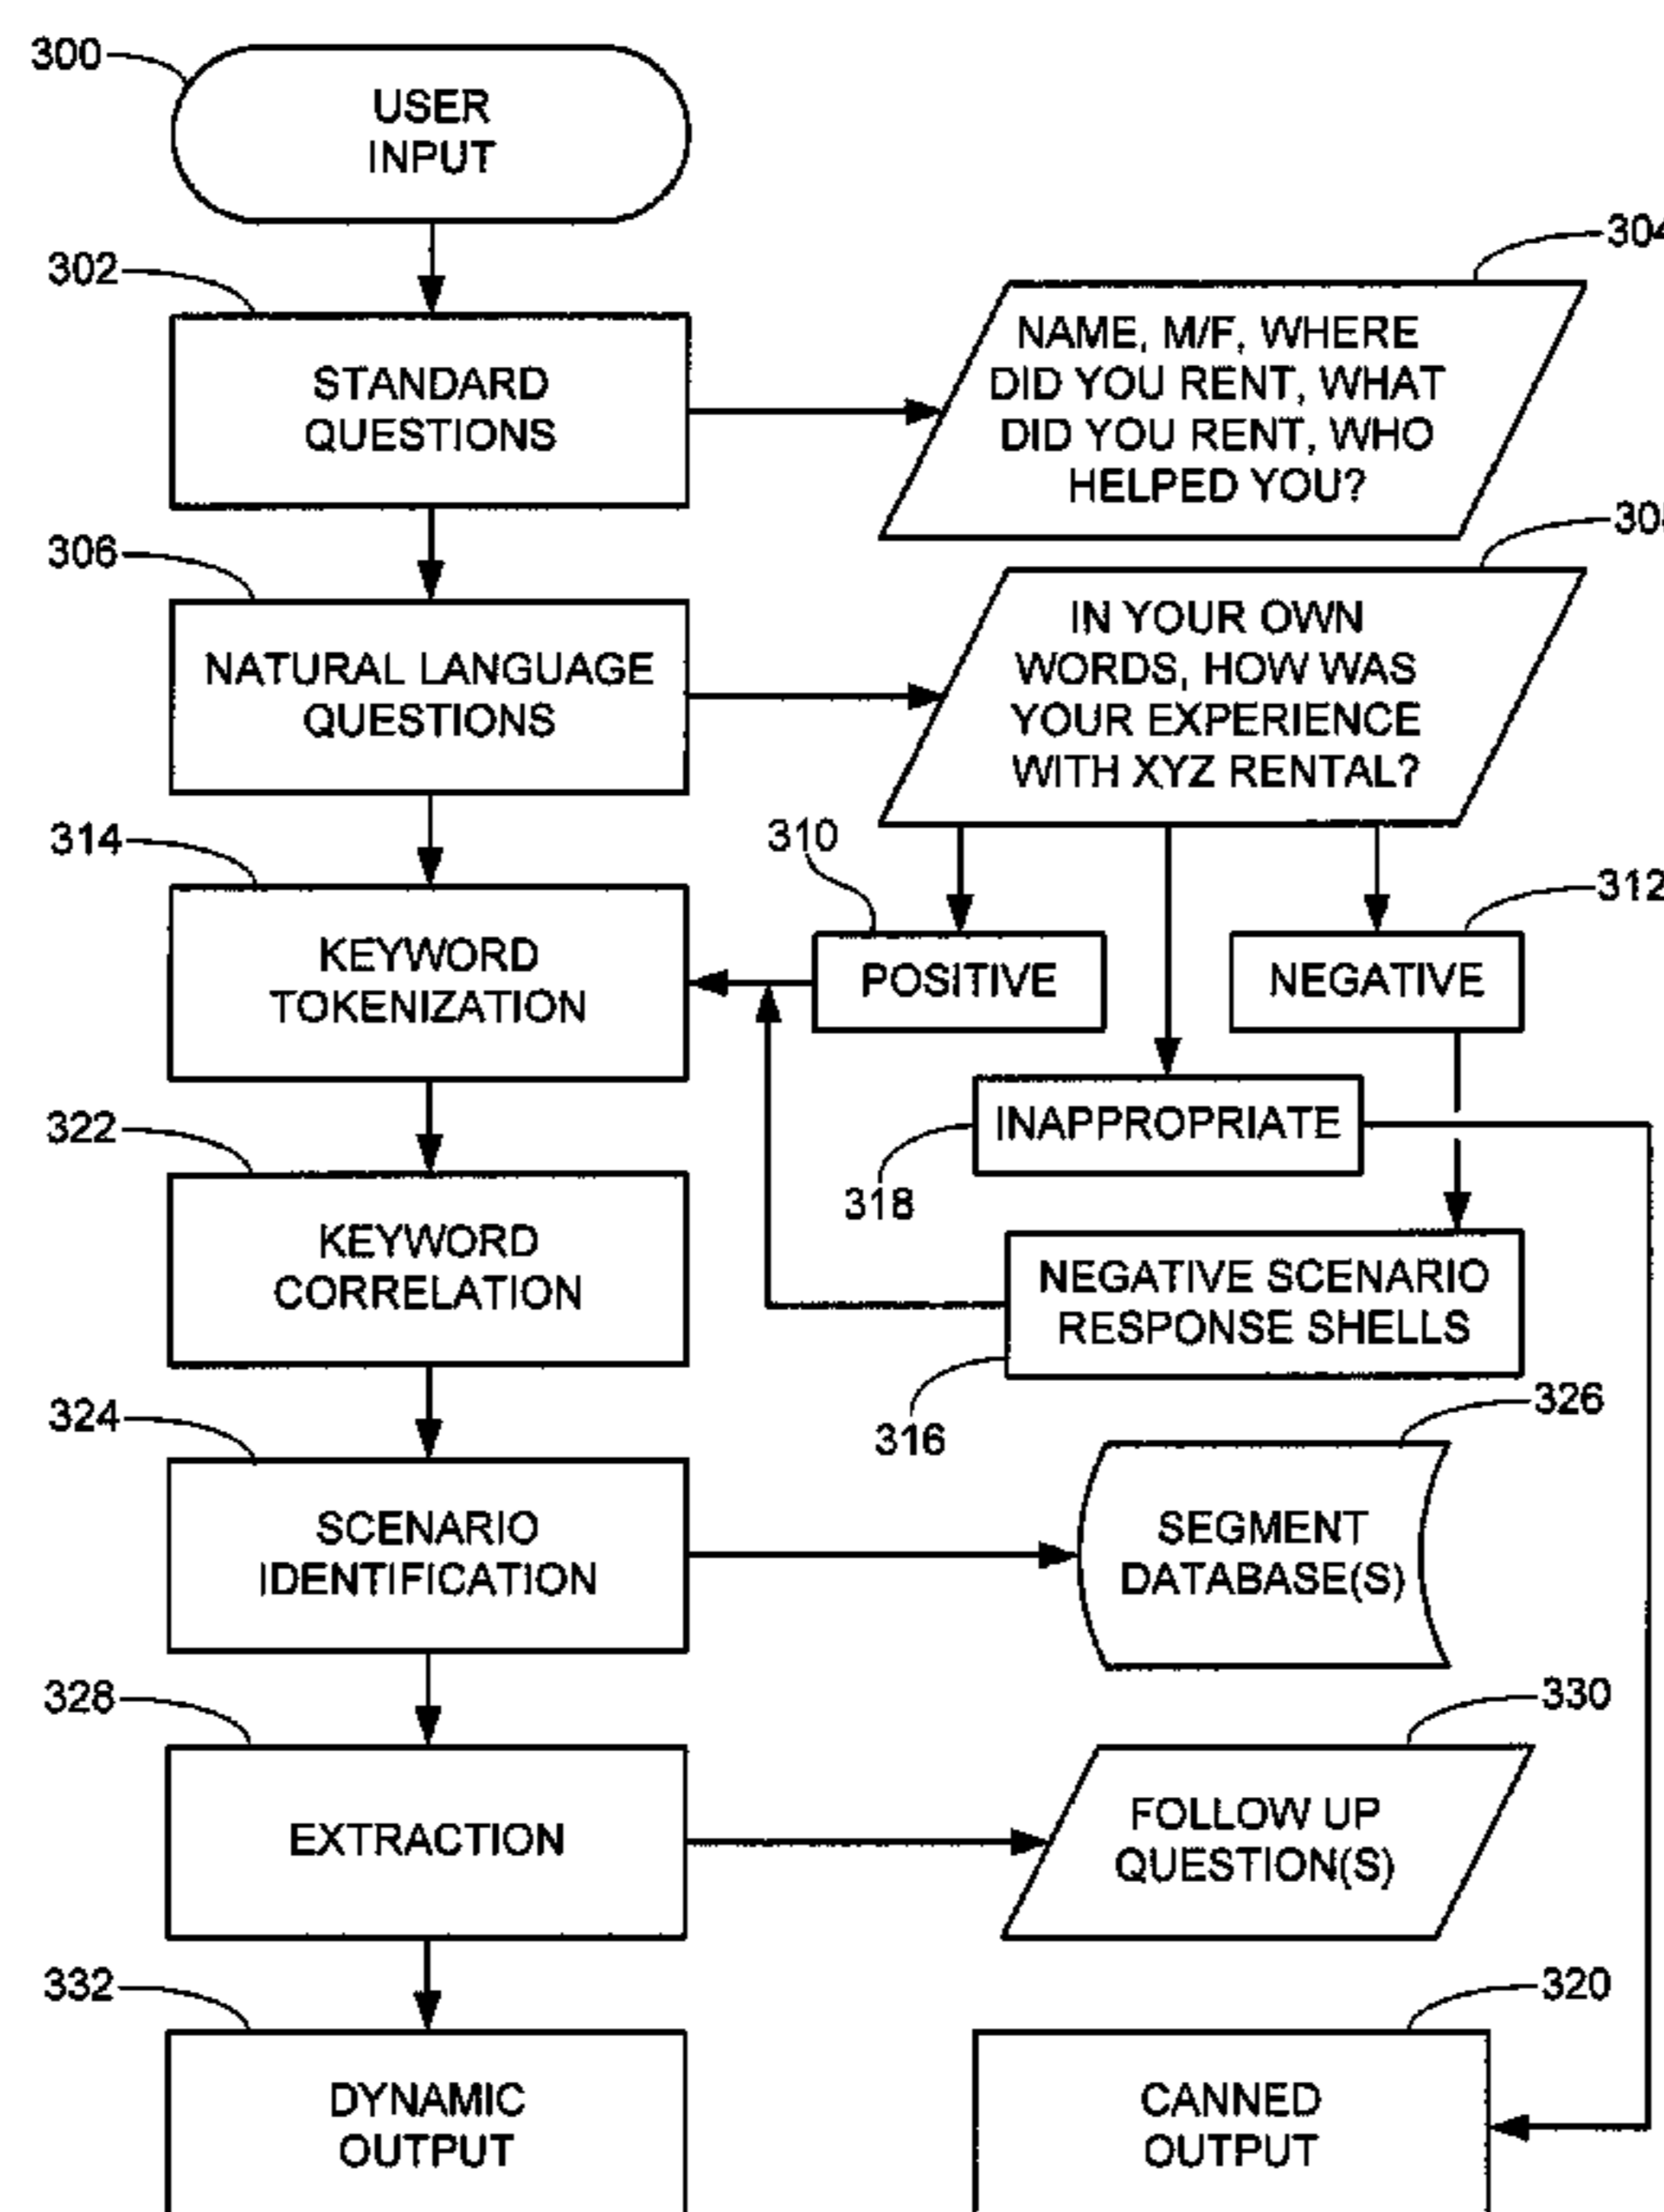 300
USER
INPUT
302
STANDARD
QUESTIONS
304
NAME, M/F, WHERE
DID YOU RENT, WHAT
DID YOU RENT, WHO
HELPED YOU?
306
NATURAL LANGUAGE
QUESTIONS
IN YOUR OWN
WORDS, HOW WAS
YOUR EXPERIENCE
WITH XYZ RENTAL?
314
KEYWORD
TOKENIZATION
310
POSITIVE
312
NEGATIVE
318
INAPPROPRIATE
322
KEYWORD
CORRELATION
NEGATIVE SCENARIO
RESPONSE SHELLS
316
324
SCENARIO
IDENTIFICATION
326
SEGMENT
DATABASE(S)
328
EXTRACTION
330
FOLLOW UP
QUESTION(S)
332
DYNAMIC
OUTPUT
320
CANNED
OUTPUT